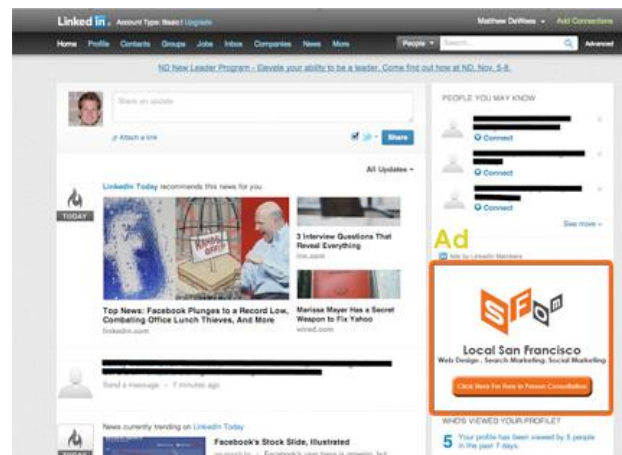 Linked in. Account Type: Basic | Upgrade
Matthew DeWees Add Connections
Home Profile Contacts Groups Jobs Inbox Companies News More
People Search... Advanced
ND New Leader Program - Elevate your ability to be a leader. Come find out how at ND, Nov. 5-8.
Share an update
Attach a link
Share
PEOPLE YOU MAY KNOW
Connect
Connect
Connect
See more »
All Updates
TODAY
LinkedIn Today recommends this news for you
HANDS OFF!
Top News: Facebook Plunges to a Record Low,
Combating Office Lunch Thieves, And More
linkedin.com
3 Interview Questions That
Reveal Everything
inc.com
Marissa Mayer Has a Secret
Weapon to Fix Yahoo
wired.com
Ad
Ads by LinkedIn Members
SFom
Local San Francisco
Web Design . Search Marketing. Social Marketing
Click Here For Free In Person Consultation
Send a message • 7 minutes ago
WHO'S VIEWED YOUR PROFILE?
5 Your profile has been viewed by 5 people
in the past 7 days.
TODAY
News currently trending on LinkedIn Today
Facebook's Stock Slide, Illustrated